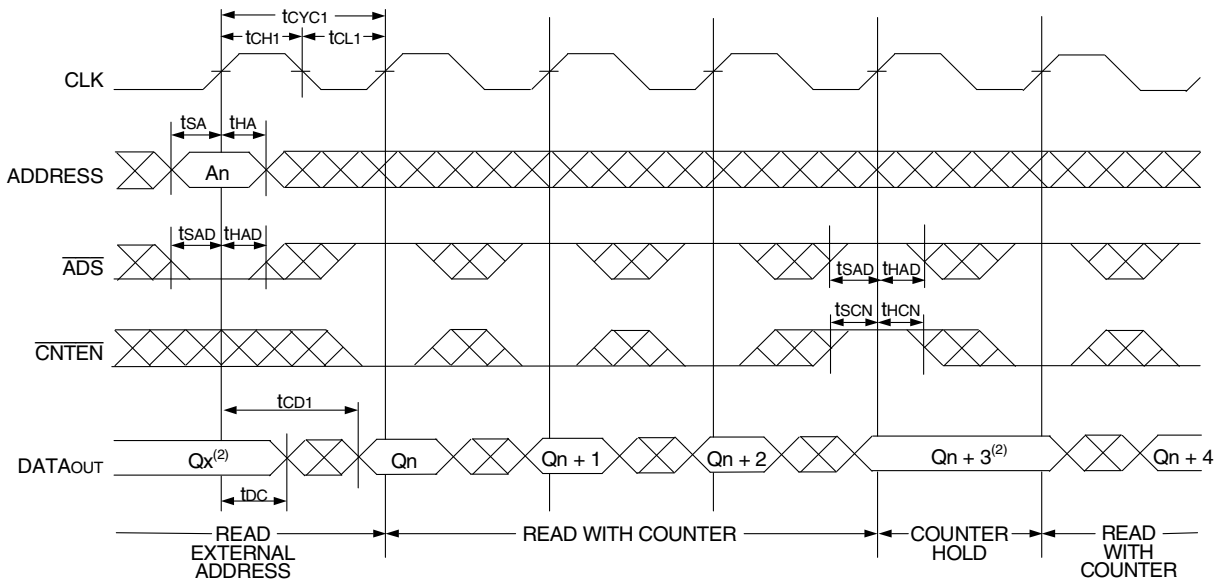 tCYC1
tCH1 tCL1
CLK
tSA tHA
ADDRESS An
tSAD tHAD
ADS
tSAD tHAD
tSCN tHCN
CNTEN
tCD1
DATAOUT Qx(2) Qn Qn + 1 Qn + 2 Qn + 3(2) Qn + 4
tDC
READ EXTERNAL ADDRESS
READ WITH COUNTER
COUNTER HOLD
READ WITH COUNTER